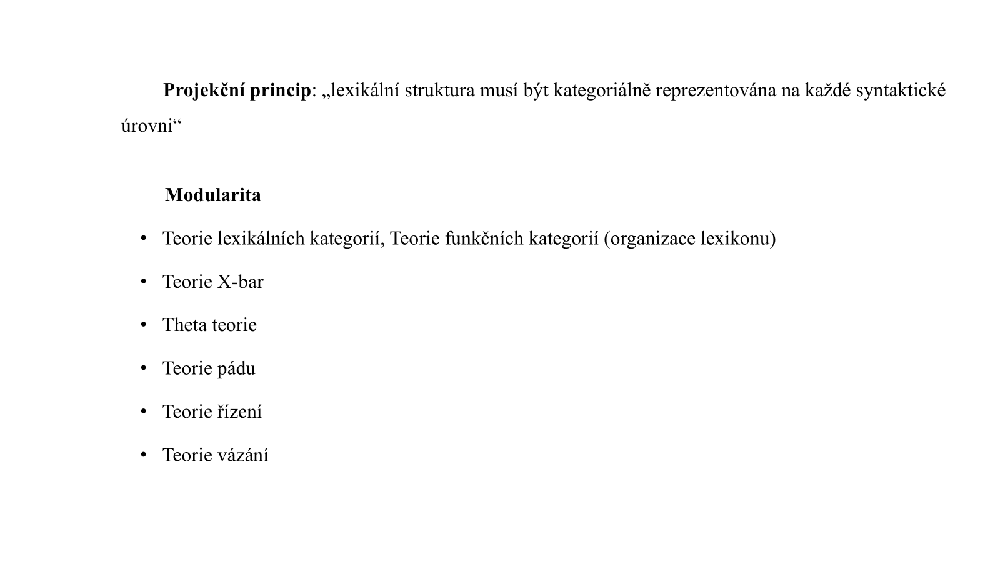 Projekční princip: „lexikální struktura musí být kategoriálně reprezentována na každé syntaktické
úrovni“
Modularita
• Teorie lexikálních kategorií, Teorie funkčních kategorií (organizace lexikonu)
• Teorie X-bar
• Theta teorie
• Teorie pádu
• Teorie řízení
• Teorie vázání